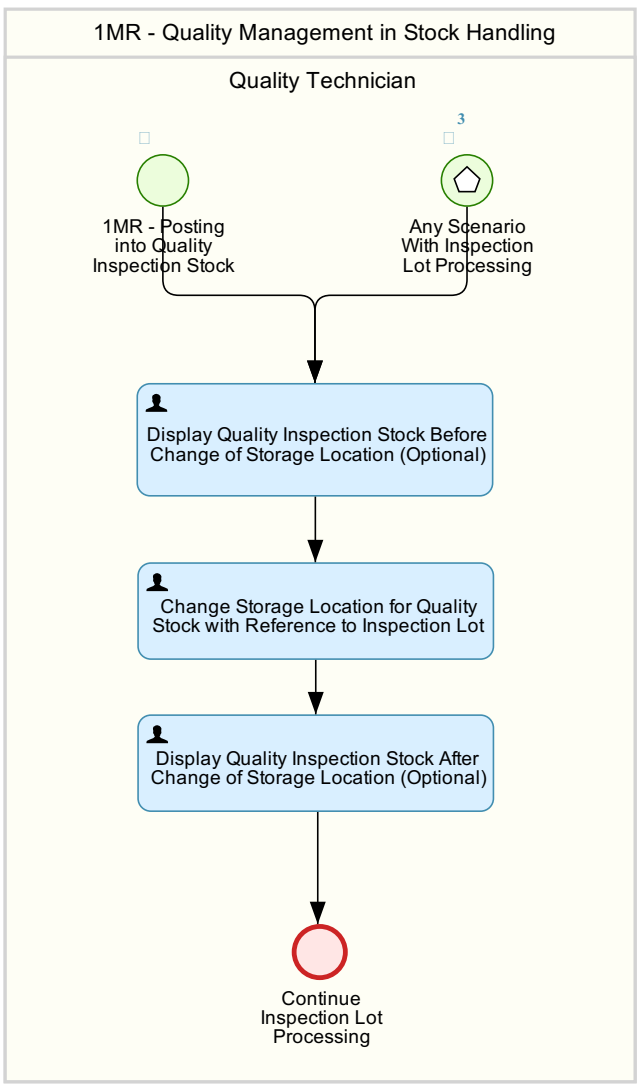 1MR - Quality Management in Stock Handling
Quality Technician
3
1MR - Posting
into Quality
Inspection Stock
Any Scenario
With Inspection
Lot Processing
Display Quality Inspection Stock Before
Change of Storage Location (Optional)
Change Storage Location for Quality
Stock with Reference to Inspection Lot
Display Quality Inspection Stock After
Change of Storage Location (Optional)
Continue
Inspection Lot
Processing